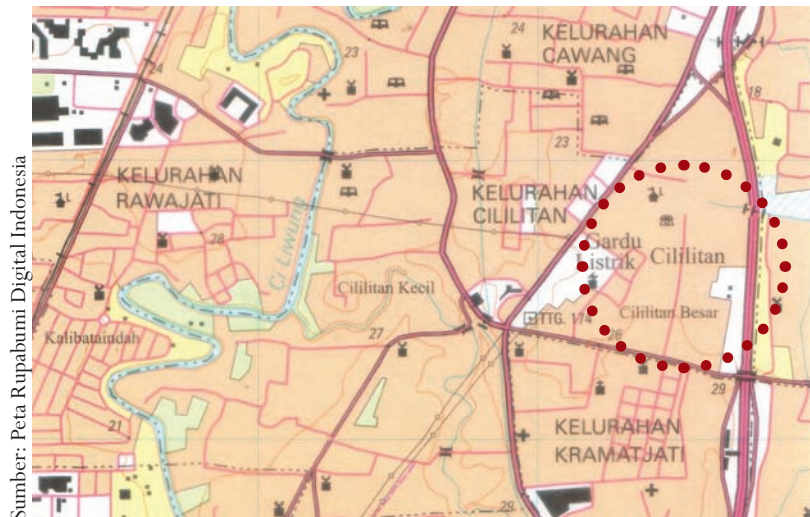 Sumber: Peta Rupabumi Digital Indonesia
24
23
24
KELURAHAN
CAWANG
18
23
KELURAHAN
RAWAJATI
KELURAHAN
CILILITAN
28
Ci Liwung
Sardu
Listrik
Cililitan
Cililitan Kecil
Cililitan Besar
TTG. 174
26
27
Kalibataindah
29
21
KELURAHAN
KRAMATJATI
29